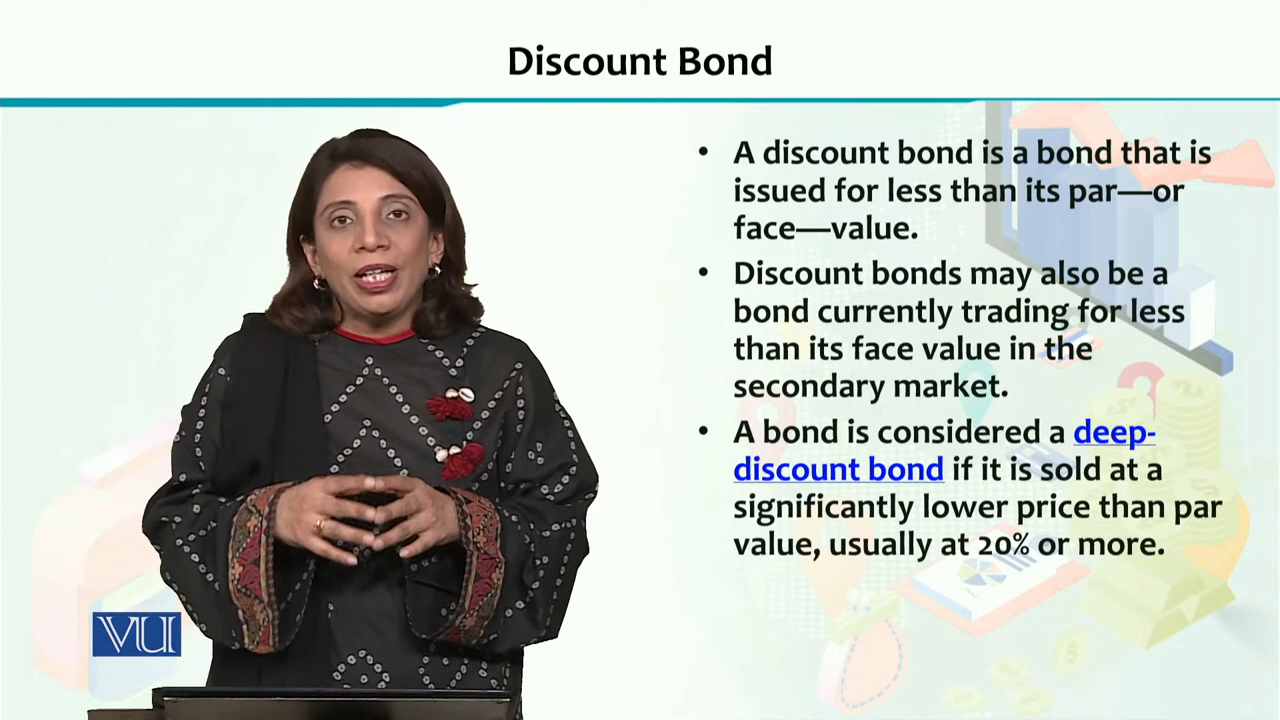 Discount Bond
• A discount bond is a bond that is
issued for less than its par—or
face—value.
• Discount bonds may also be a
bond currently trading for less
than its face value in the
secondary market.
• A bond is considered a deep-
discount bond if it is sold at a
significantly lower price than par
value, usually at 20% or more.
VU